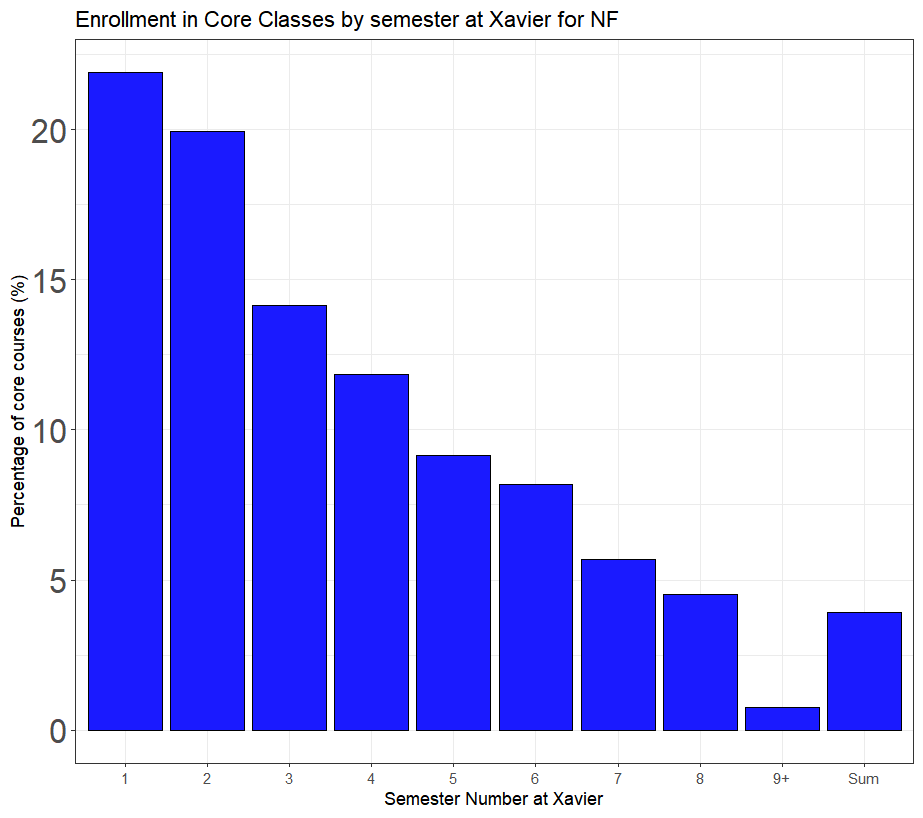 Enrollment in Core Classes by semester at Xavier for NF
Percentage of core courses (%)
20
15
10
5
0
1 2 3 4 5 6 7 8 9+ Sum
Semester Number at Xavier